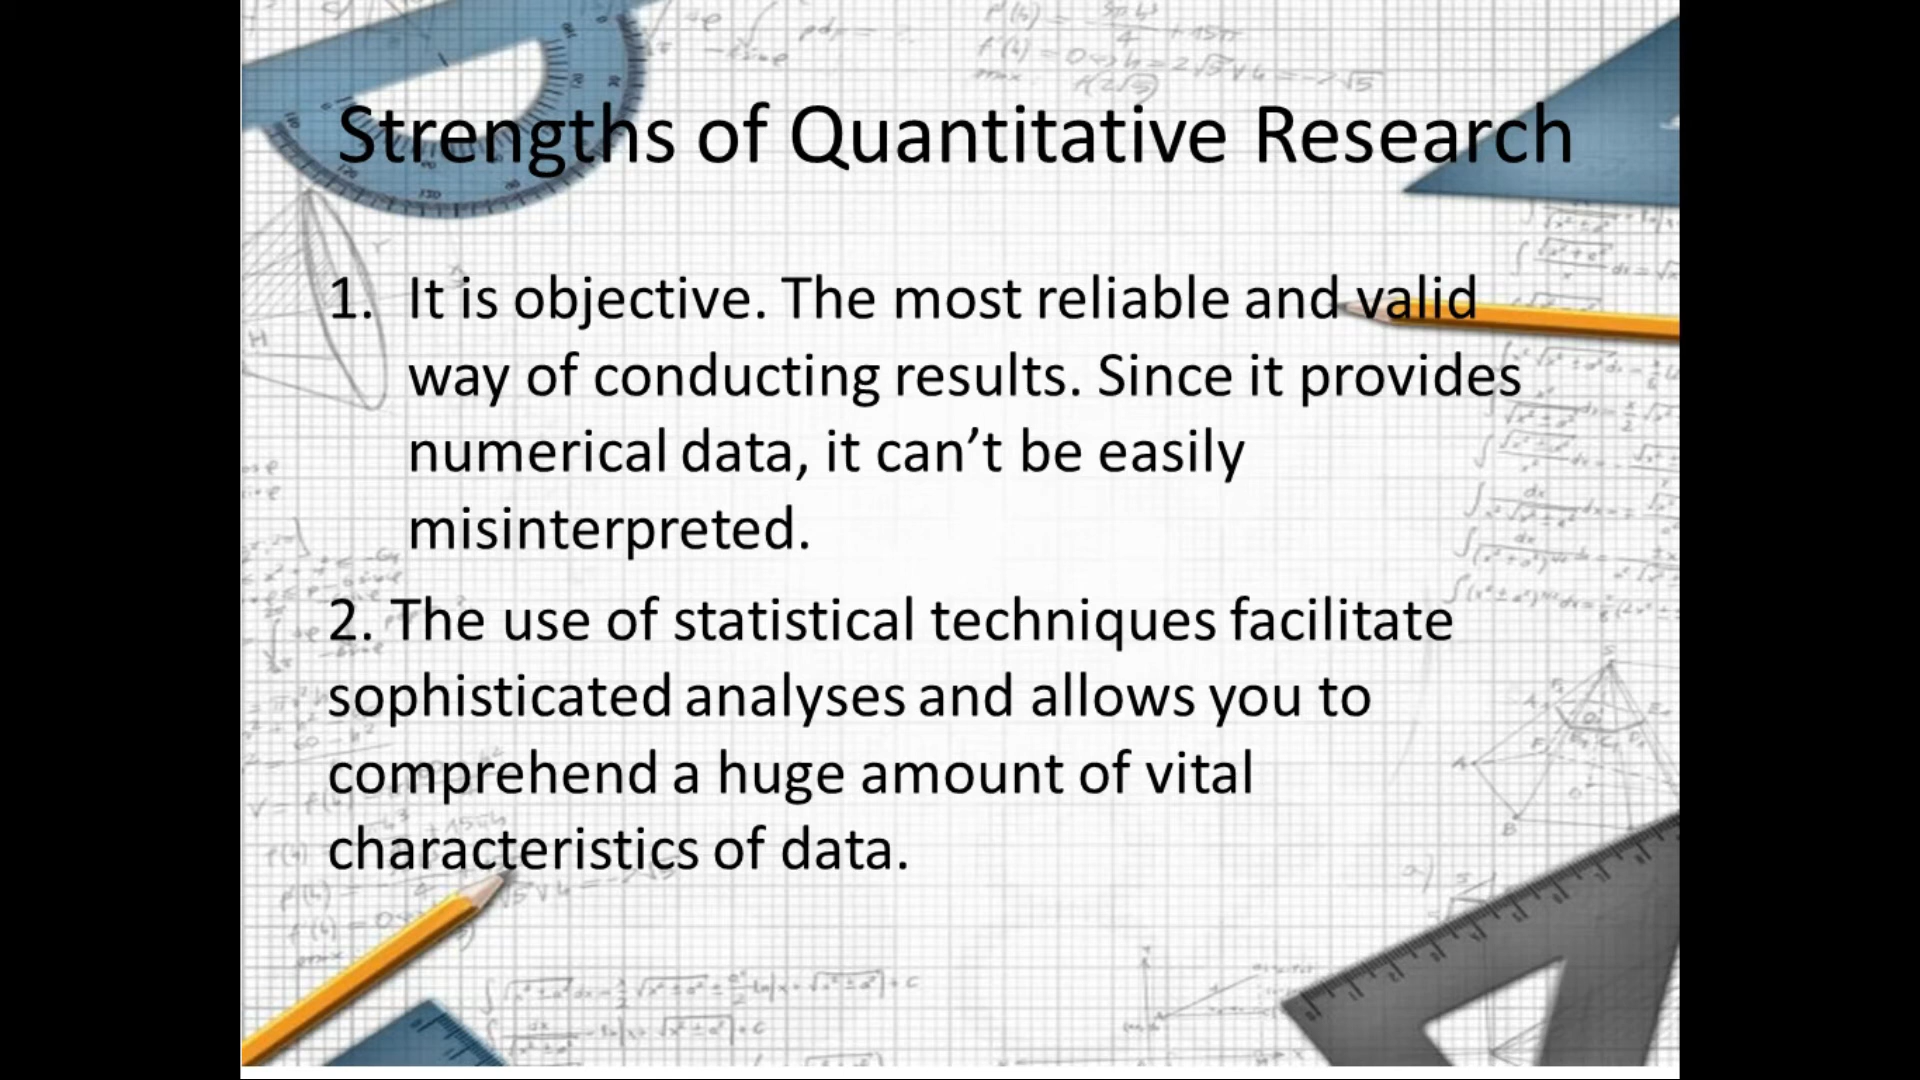 Strengths of Quantitative Research
1. It is objective. The most reliable and valid
way of conducting results. Since it provides
numerical data, it can’t be easily
misinterpreted.
2. The use of statistical techniques facilitate
sophisticated analyses and allows you to
comprehend a huge amount of vital
characteristics of data.